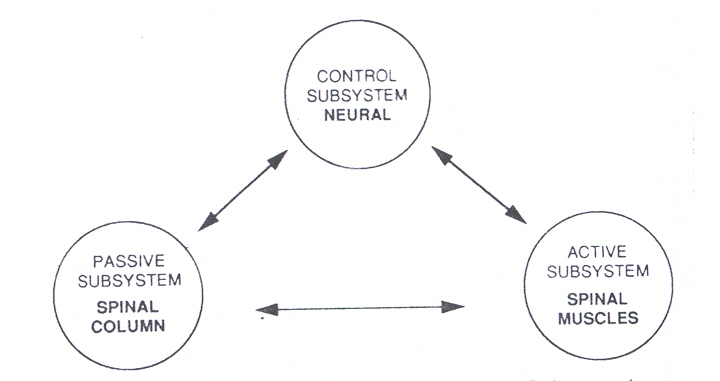 CONTROL
SUBSYSTEM
NEURAL
PASSIVE
SUBSYSTEM
SPINAL
COLUMN
ACTIVE
SUBSYSTEM
SPINAL
MUSCLES